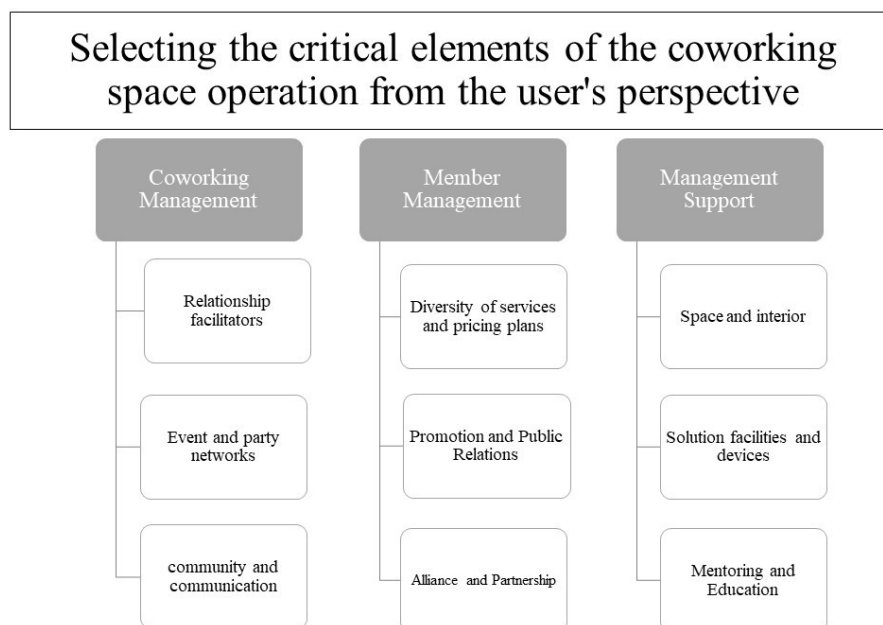 Selecting the critical elements of the coworking
space operation from the user's perspective
Coworking
Management
Relationship
facilitators
Event and party
networks
community and
communication
Member
Management
Diversity of services
and pricing plans
Promotion and Public
Relations
Alliance and Partnership
Management
Support
Space and interior
Solution facilities and
devices
Mentoring and
Education